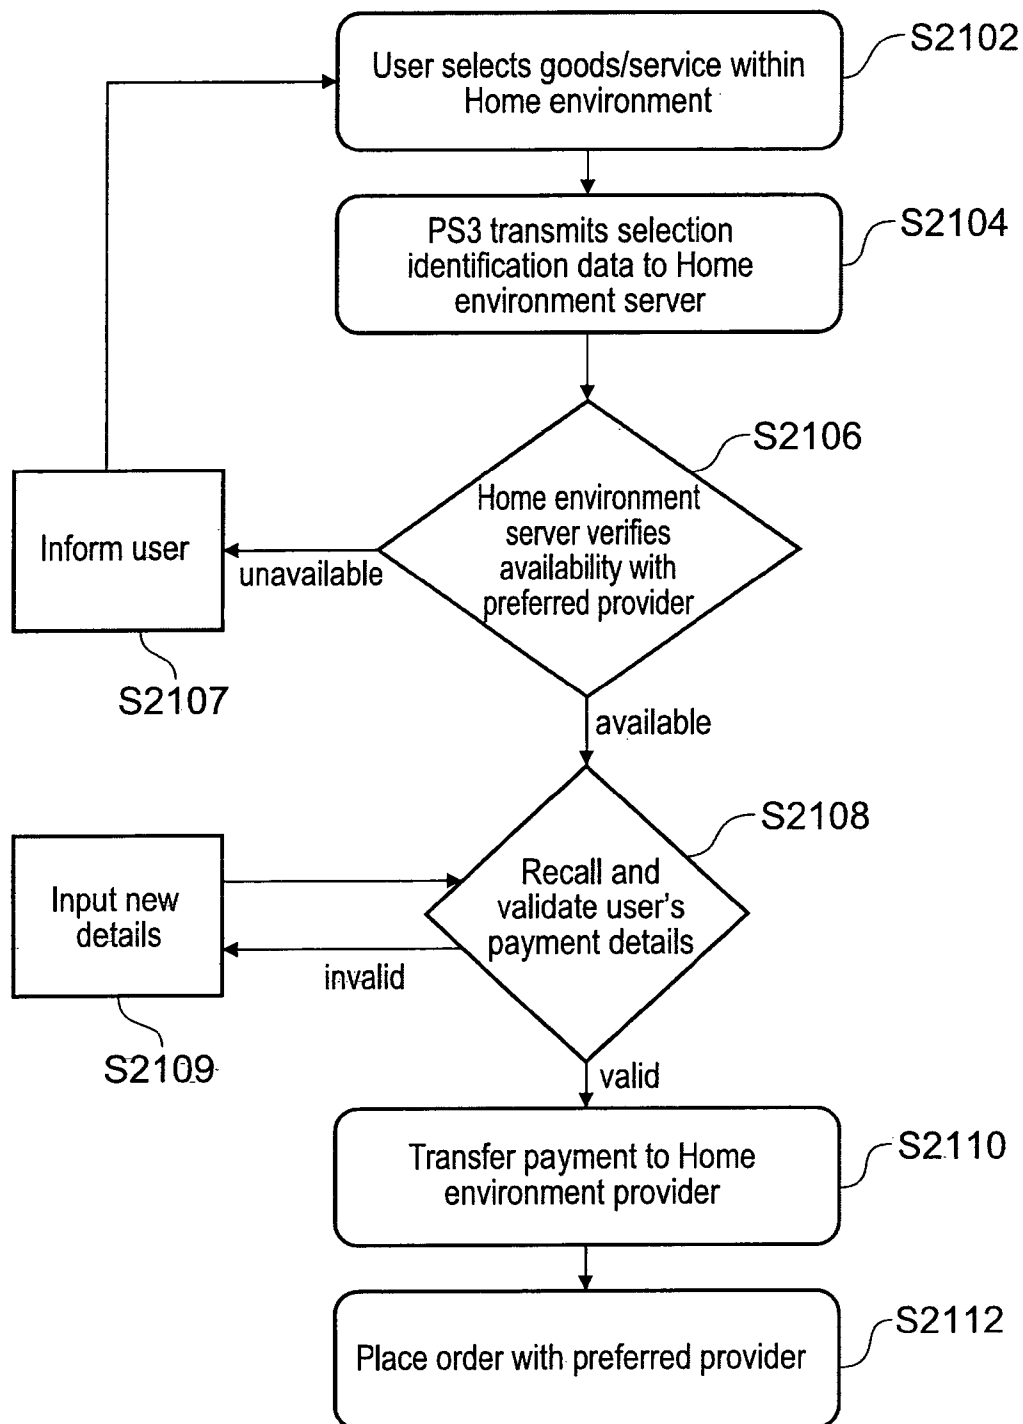 S2102
User selects goods/service within
Home environment
S2104
PS3 transmits selection
identification data to Home
environment server
S2106
Home environment
server verifies
availability with
preferred provider
Inform user
unavailable
S2107
available
S2108
Recall and
validate user's
payment details
Input new
details
invalid
S2109
valid
Transfer payment to Home
environment provider
S2110
S2112
Place order with preferred provider